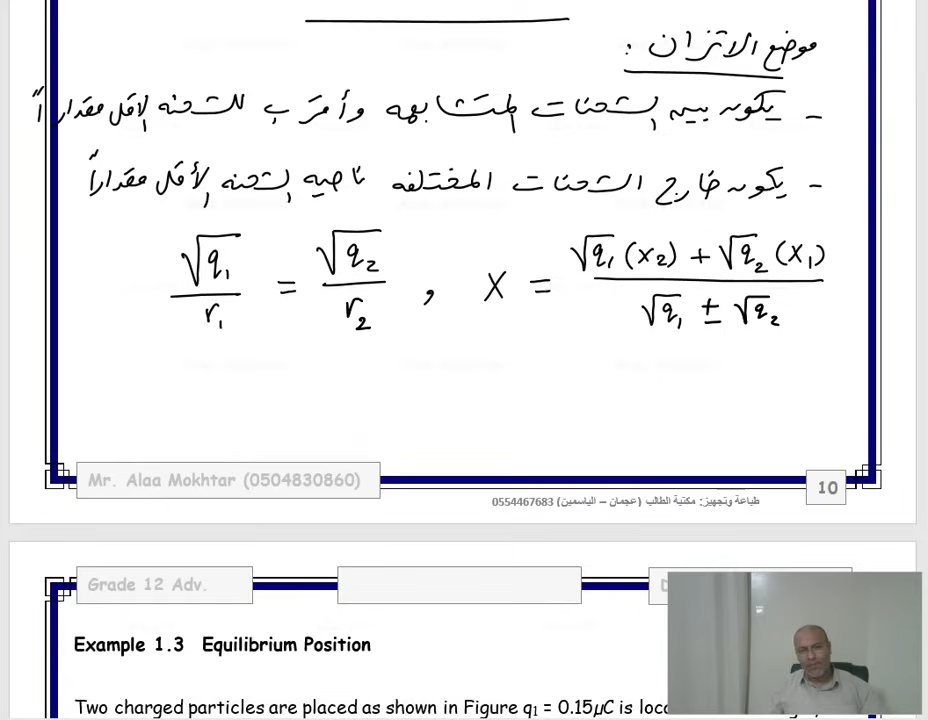 موضع الاتزان :
- يكون بين الشحنات المتشابهه وأقرب للشحنه الاقل مقداراً
- يكون خارج الشحنات المختلفه ناحيه الشحنه الأقل مقداراً
√q₁ / r₁ = √q₂ / r₂ , X = (√q₁ (x₂) + √q₂ (x₁)) / (√q₁ ± √q₂)
Mr. Alaa Mokhtar (0504830860)
10
طباعة وتجهيز: مكتبة الطالب (عجمان – الياسمين) 0554467683
Grade 12 Adv.
Example 1.3 Equilibrium Position
Two charged particles are placed as shown in Figure q₁ = 0.15μC is